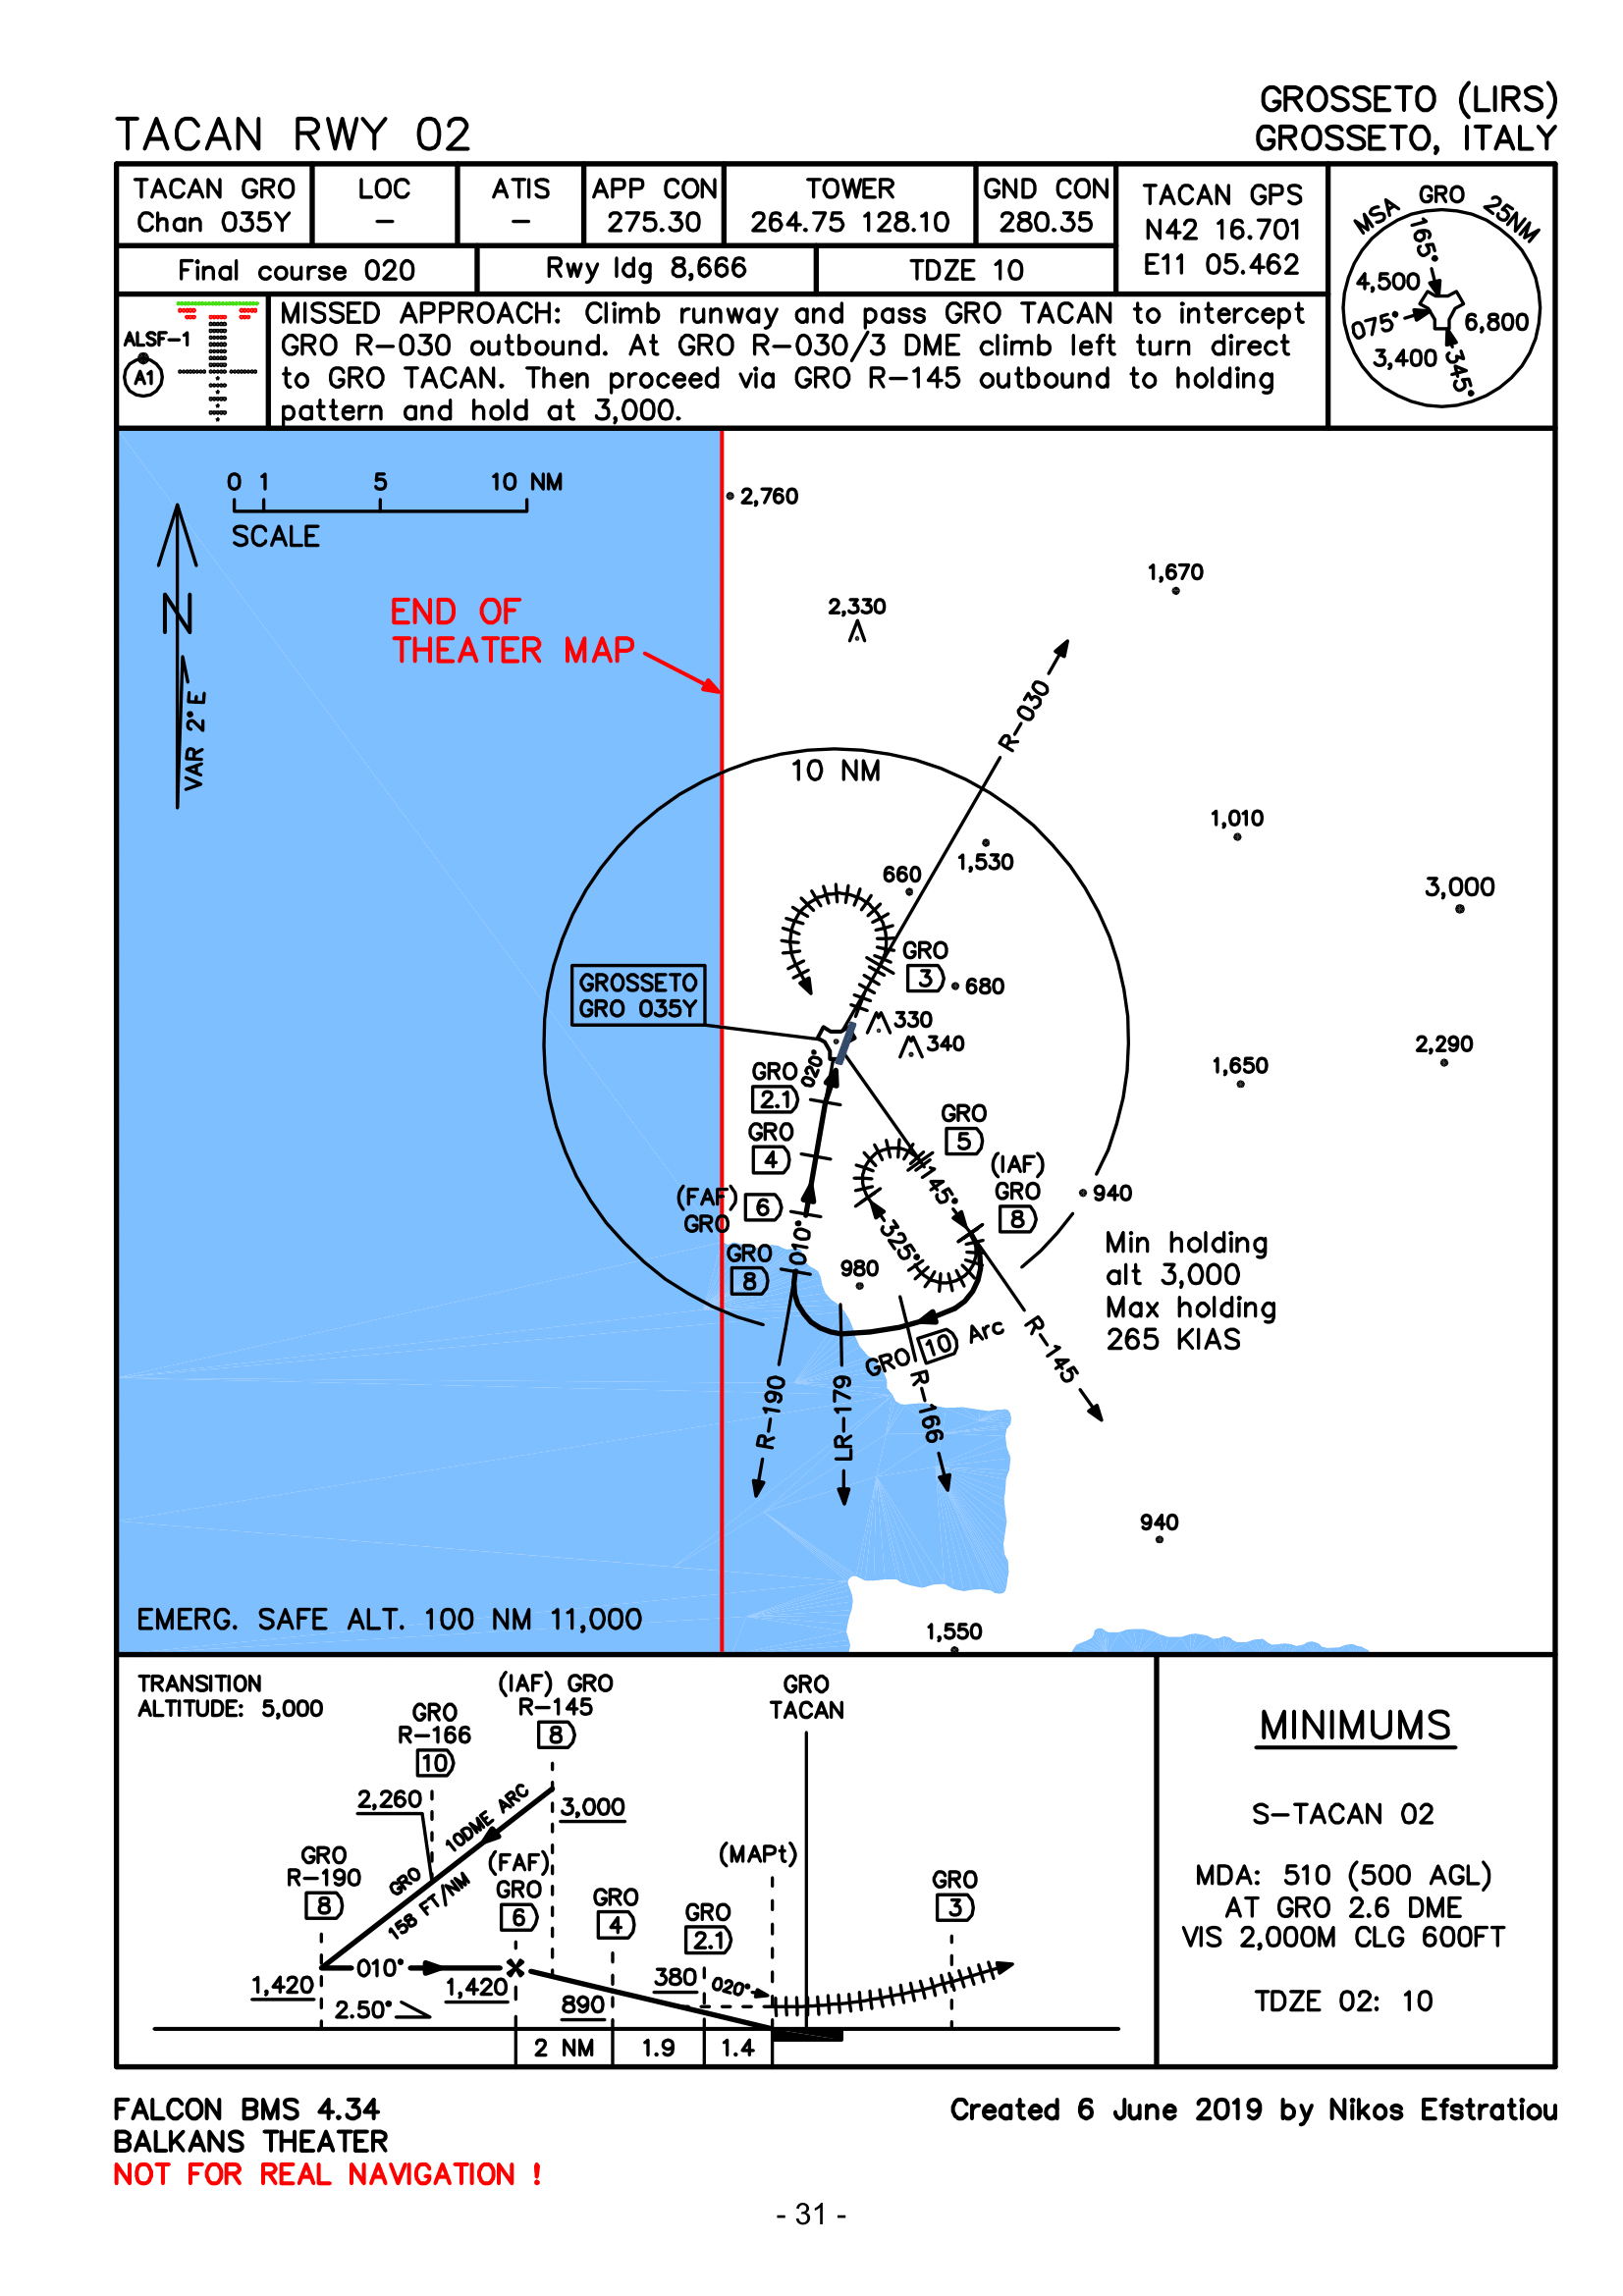 GROSSETO (LIRS)
TACAN RWY 02
GROSSETO, ITALY
TACAN GRO
Chan 035Y
LOC
-
ATIS
-
APP CON
275.30
TOWER
264.75 128.10
GND CON
280.35
TACAN GPS
N42 16.701
E11 05.462
Final course 020
Rwy ldg 8,666
TDZE 10
MSA GRO 25NM
165°
4,500
075°
6,800
3,400
345°
ALSF-1
A1
MISSED APPROACH: Climb runway and pass GRO TACAN to intercept
GRO R-030 outbound. At GRO R-030/3 DME climb left turn direct
to GRO TACAN. Then proceed via GRO R-145 outbound to holding
pattern and hold at 3,000.
0 1 5 10 NM
SCALE
N
VAR 2°E
END OF
THEATER MAP
2,760
1,670
2,330
R-030
10 NM
1,010
1,530
660
3,000
GRO
3
680
GROSSETO
GRO 035Y
330
340
2,290
1,650
020°
GRO
2.1
GRO
4
GRO
5
(IAF)
GRO
8
940
(FAF)
GRO
6
145°
325°
010°
GRO
8
980
Min holding
alt 3,000
Max holding
265 KIAS
GRO 10 Arc
R-145
R-190
LR-179
R-166
940
EMERG. SAFE ALT. 100 NM 11,000
1,550
TRANSITION
ALTITUDE: 5,000
(IAF) GRO
R-145
8
GRO
R-166
10
GRO
TACAN
2,260
10DME ARC
GRO
158 FT/NM
3,000
GRO
R-190
8
(FAF)
GRO
6
GRO
4
GRO
2.1
(MAPt)
GRO
3
010°
1,420
1,420
2.50°
890
380
020°
2 NM
1.9
1.4
MINIMUMS
S-TACAN 02
MDA: 510 (500 AGL)
AT GRO 2.6 DME
VIS 2,000M CLG 600FT
TDZE 02: 10
FALCON BMS 4.34
BALKANS THEATER
NOT FOR REAL NAVIGATION !
Created 6 June 2019 by Nikos Efstratiou
- 31 -